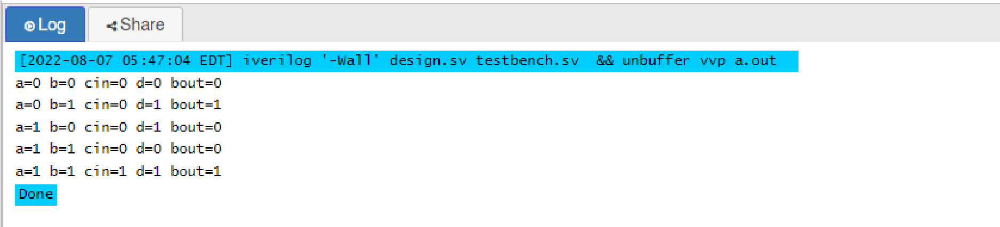 Log Share
[2022-08-07 05:47:04 EDT] iverilog '-Wall' design.sv testbench.sv  && unbuffer vvp a.out
a=0 b=0 cin=0 d=0 bout=0
a=0 b=1 cin=0 d=1 bout=1
a=1 b=0 cin=0 d=1 bout=0
a=1 b=1 cin=0 d=0 bout=0
a=1 b=1 cin=1 d=1 bout=1
Done